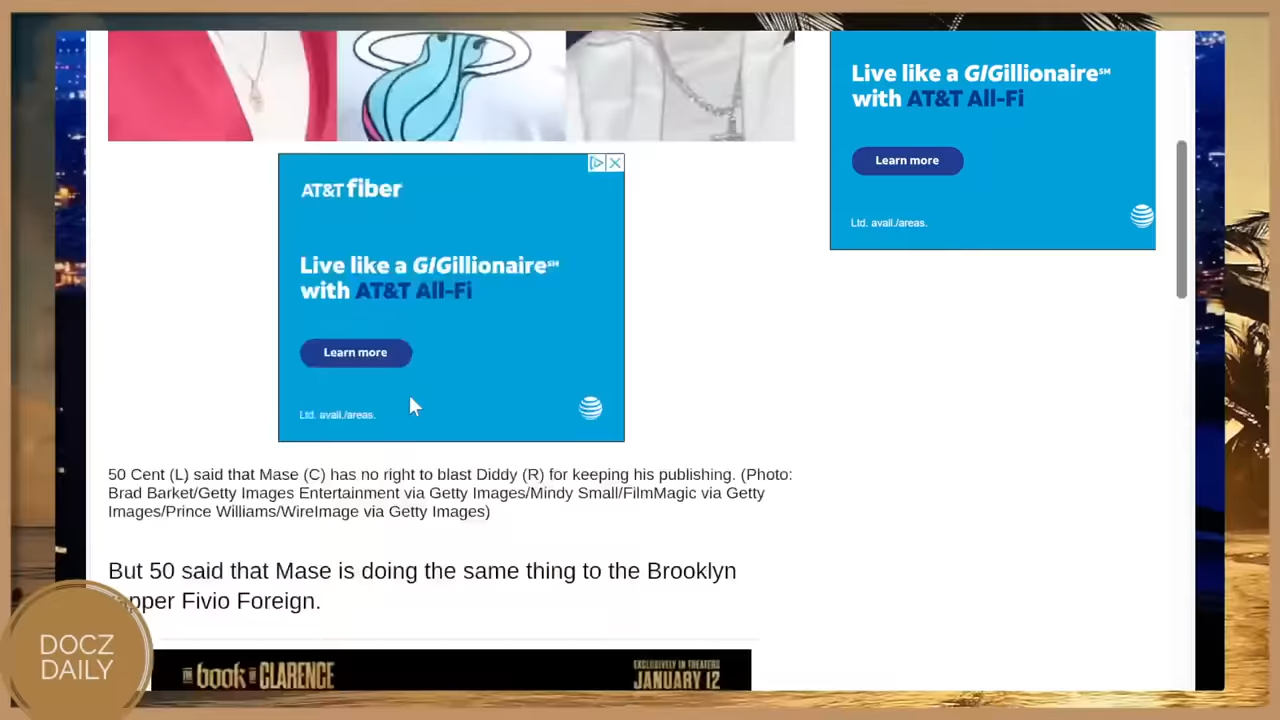 Live like a GIGillionaire℠
with AT&T All-Fi
Learn more
Ltd. avail./areas.
AT&T fiber
Live like a GIGillionaire℠
with AT&T All-Fi
Learn more
Ltd. avail./areas.
50 Cent (L) said that Mase (C) has no right to blast Diddy (R) for keeping his publishing. (Photo:
Brad Barket/Getty Images Entertainment via Getty Images/Mindy Small/FilmMagic via Getty
Images/Prince Williams/WireImage via Getty Images)
But 50 said that Mase is doing the same thing to the Brooklyn
pper Fivio Foreign.
THE book OF CLARENCE
EXCLUSIVELY IN THEATERS
JANUARY 12
DOCZ
DAILY